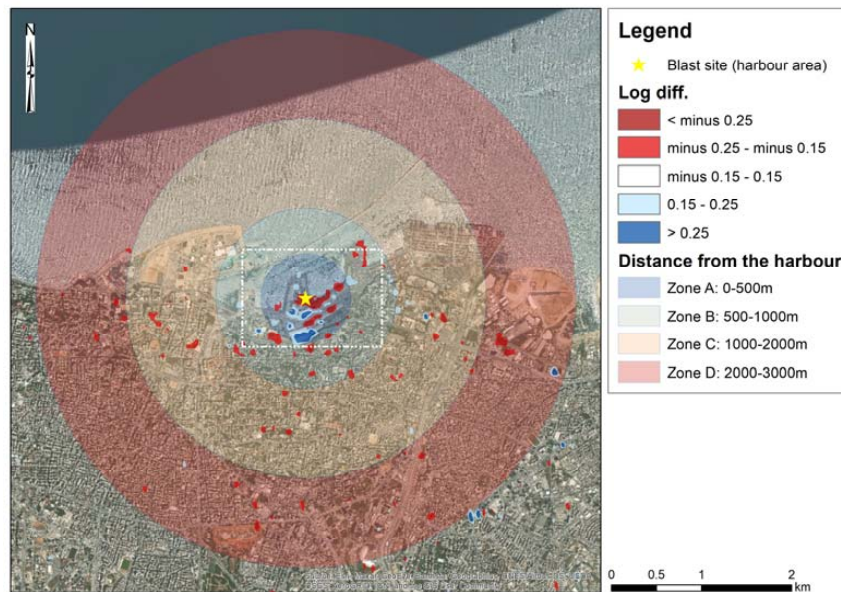 N
Legend
Blast site (harbour area)
Log diff.
< minus 0.25
minus 0.25 - minus 0.15
minus 0.15 - 0.15
0.15 - 0.25
> 0.25
Distance from the harbour
Zone A: 0-500m
Zone B: 500-1000m
Zone C: 1000-2000m
Zone D: 2000-3000m
0 0.5 1 2
km